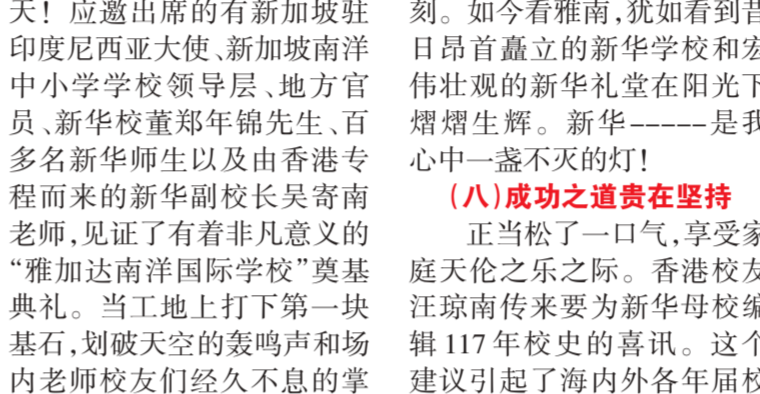 天！应邀出席的有新加坡驻
印度尼西亚大使、新加坡南洋
中小学学校领导层、地方官
员、新华校董郑年锦先生、百
多名新华师生以及由香港专
程而来的新华副校长吴寄南
老师,见证了有着非凡意义的
“雅加达南洋国际学校”奠基
典礼。当工地上打下第一块
基石,划破天空的轰鸣声和场
内老师校友们经久不息的掌
刻。如今看雅南,犹如看到昔
日昂首矗立的新华学校和宏
伟壮观的新华礼堂在阳光下
熠熠生辉。新华-----是我
心中一盏不灭的灯!
(八)成功之道贵在坚持
正当松了一口气,享受家
庭天伦之乐之际。香港校友
汪琼南传来要为新华母校编
辑117年校史的喜讯。这个
建议引起了海内外各年届校